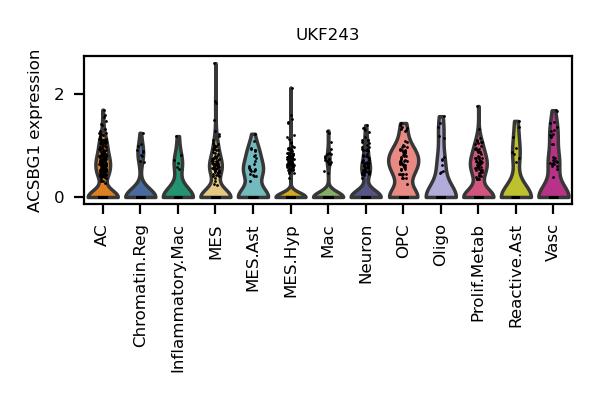 UKF243
ACSBG1 expression
2
0
AC
Chromatin.Reg
Inflammatory.Mac
MES
MES.Ast
MES.Hyp
Mac
Neuron
OPC
Oligo
Prolif.Metab
Reactive.Ast
Vasc